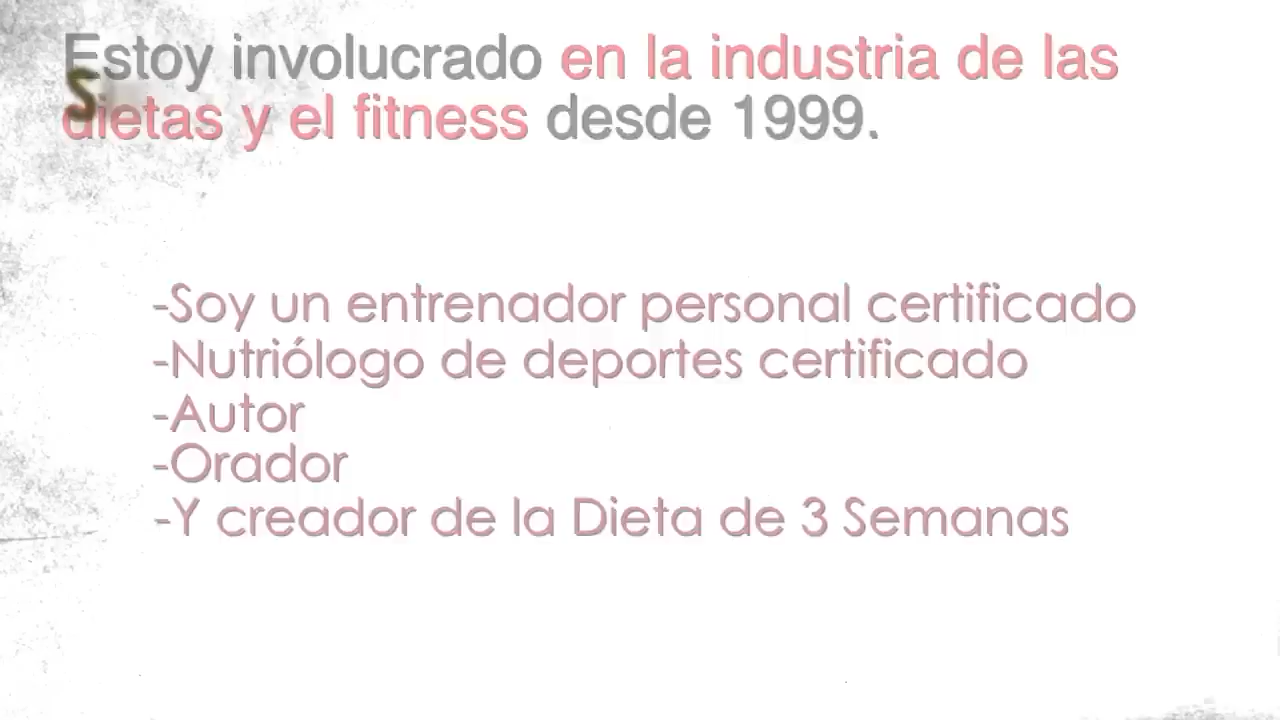 Estoy involucrado en la industria de las
dietas y el fitness desde 1999.
S
-Soy un entrenador personal certificado
-Nutriólogo de deportes certificado
-Autor
-Orador
-Y creador de la Dieta de 3 Semanas